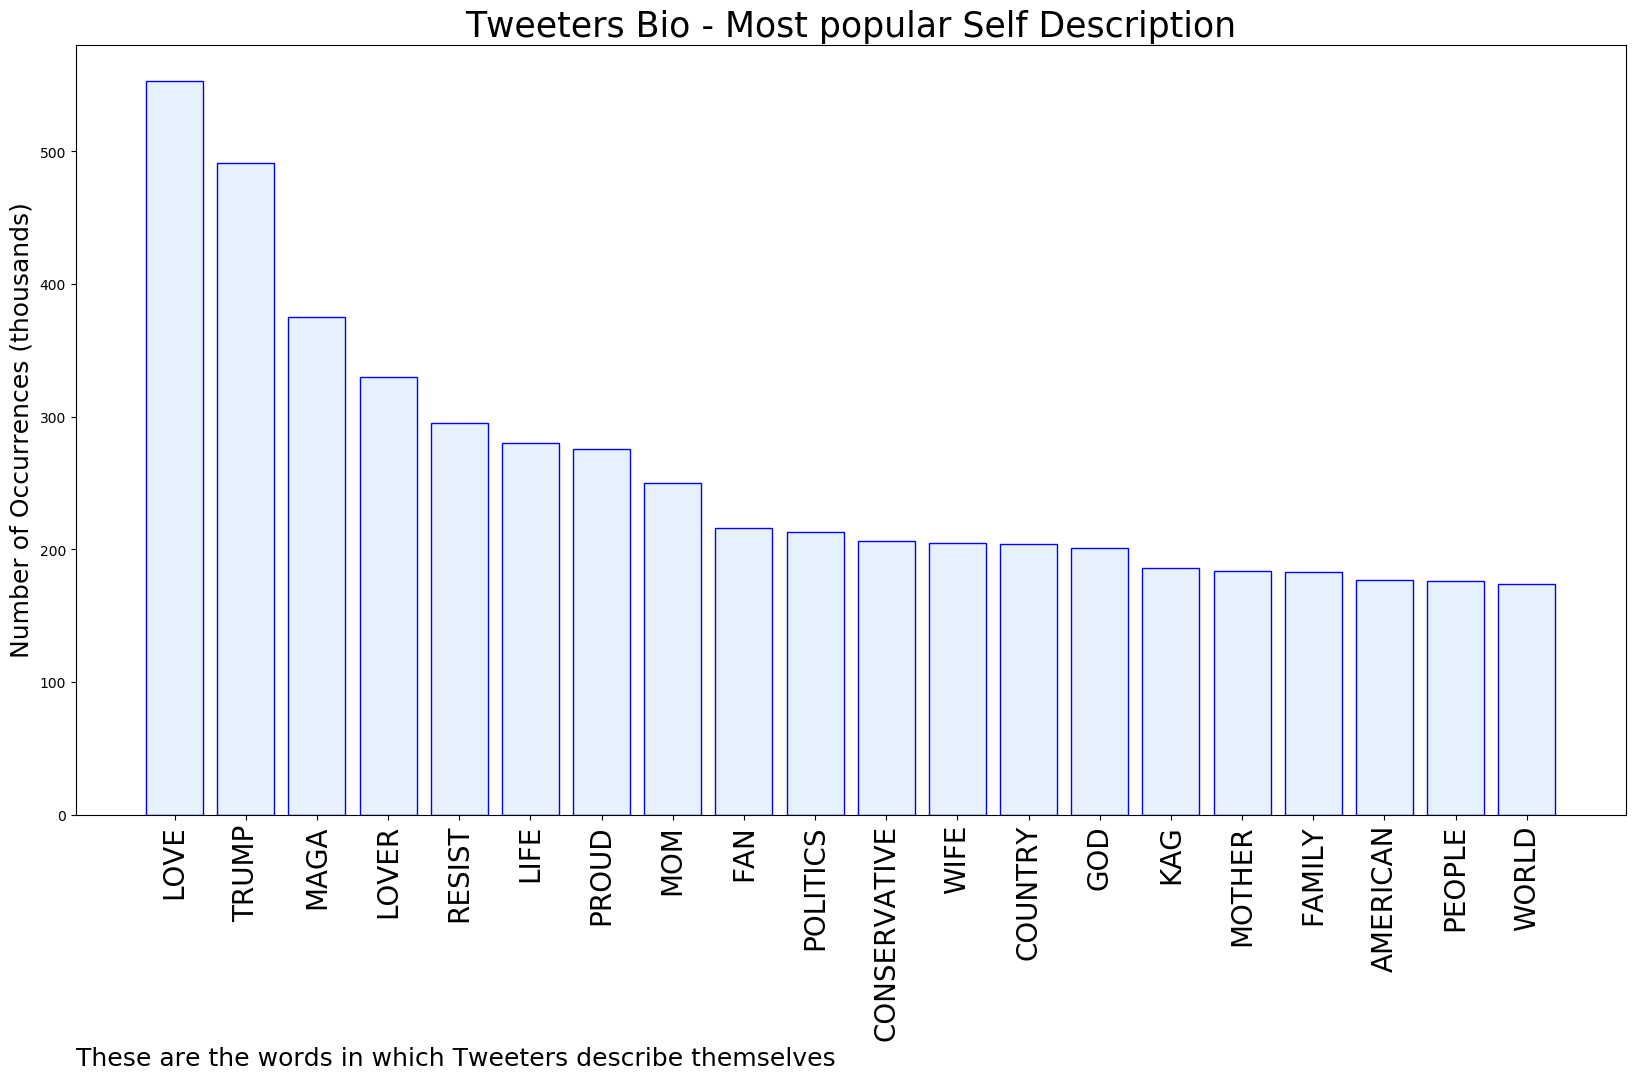 Tweeters Bio - Most popular Self Description
Number of Occurrences (thousands)
500
400
300
200
100
0
LOVE
TRUMP
MAGA
LOVER
RESIST
LIFE
PROUD
MOM
FAN
POLITICS
CONSERVATIVE
WIFE
COUNTRY
GOD
KAG
MOTHER
FAMILY
AMERICAN
PEOPLE
WORLD
These are the words in which Tweeters describe themselves